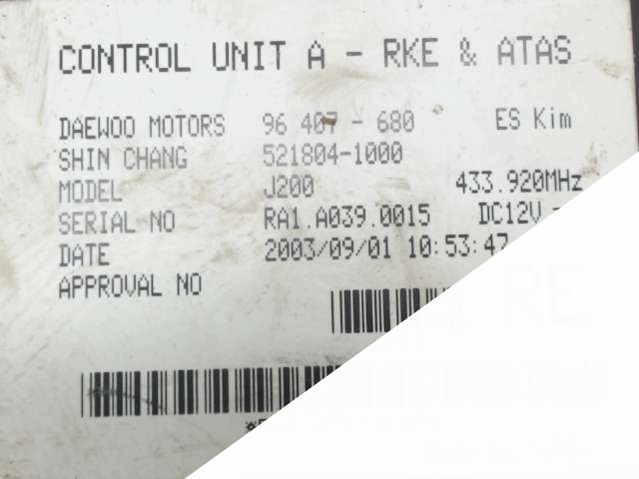 CONTROL UNIT A - RKE & ATAS
DAEWOO MOTORS 96 407 - 680 ES Kim
SHIN CHANG 521804-1000
MODEL J200 433.920MHz
SERIAL NO RA1.A039.0015 DC12V
DATE 2003/09/01 10:53:47
APPROVAL NO
RE